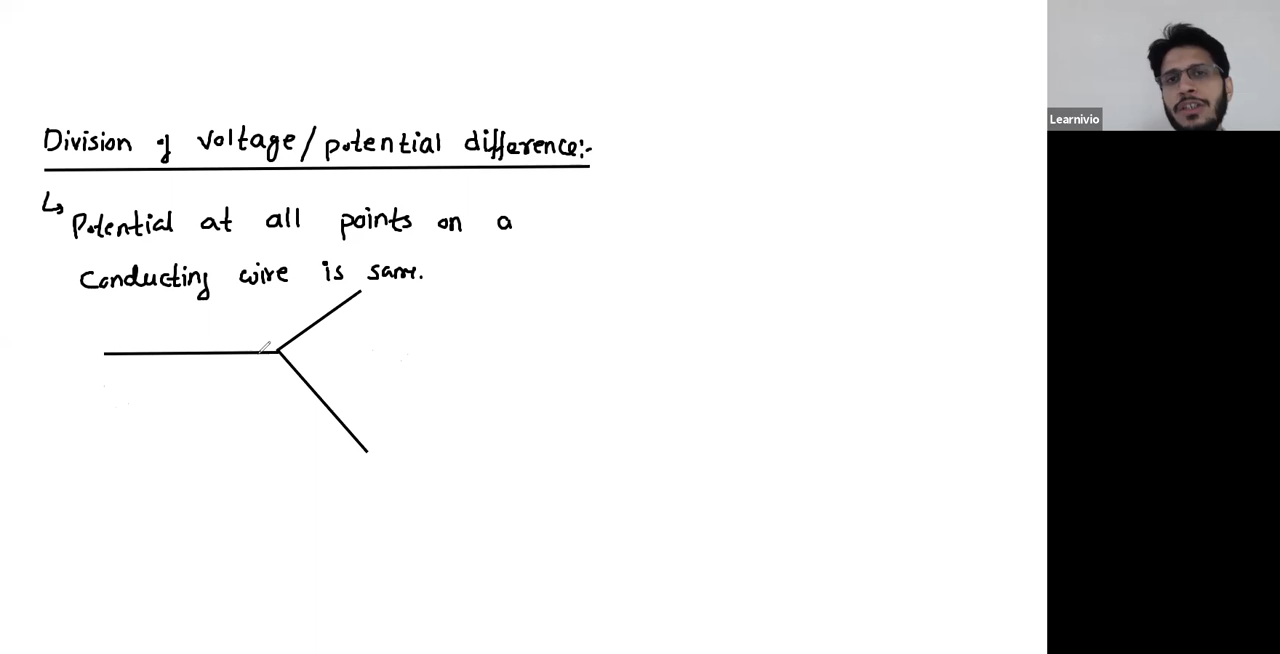 Division of voltage/potential difference:-
↳ Potential at all points on a
Conducting wire is same.
Learnivio